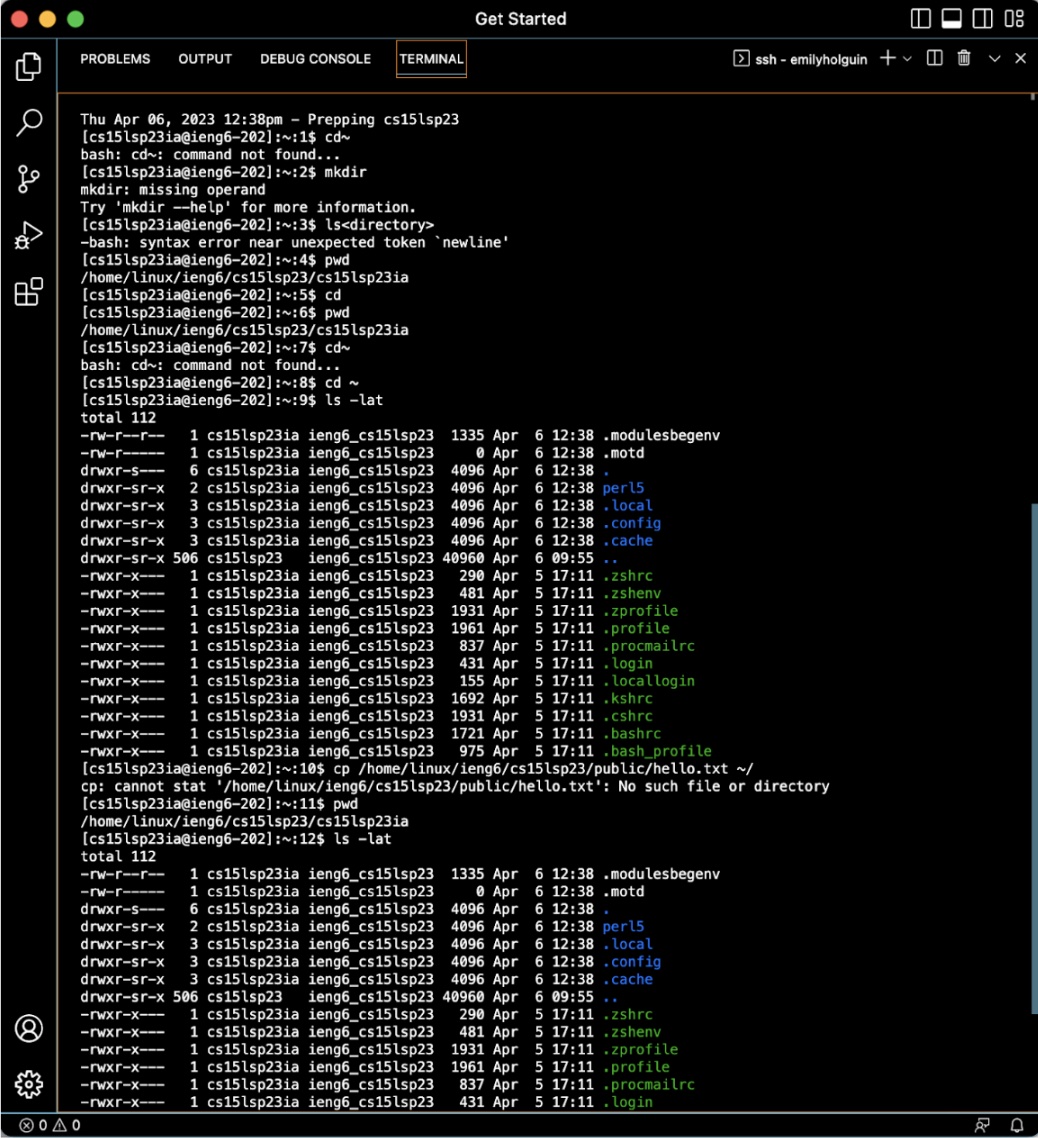 Get Started
PROBLEMS OUTPUT DEBUG CONSOLE TERMINAL ssh - emilyholguin
Thu Apr 06, 2023 12:38pm - Prepping cs15lsp23
[cs15lsp23ia@ieng6-202]:~:1$ cd~
bash: cd~: command not found...
[cs15lsp23ia@ieng6-202]:~:2$ mkdir
mkdir: missing operand
Try 'mkdir --help' for more information.
[cs15lsp23ia@ieng6-202]:~:3$ ls<directory>
-bash: syntax error near unexpected token `newline'
[cs15lsp23ia@ieng6-202]:~:4$ pwd
/home/linux/ieng6/cs15lsp23/cs15lsp23ia
[cs15lsp23ia@ieng6-202]:~:5$ cd
[cs15lsp23ia@ieng6-202]:~:6$ pwd
/home/linux/ieng6/cs15lsp23/cs15lsp23ia
[cs15lsp23ia@ieng6-202]:~:7$ cd~
bash: cd~: command not found...
[cs15lsp23ia@ieng6-202]:~:8$ cd ~
[cs15lsp23ia@ieng6-202]:~:9$ ls -lat
total 112
-rw-r--r-- 1 cs15lsp23ia ieng6_cs15lsp23 1335 Apr 6 12:38 .modulesbegenv
-rw-r----- 1 cs15lsp23ia ieng6_cs15lsp23 0 Apr 6 12:38 .motd
drwxr-s--- 6 cs15lsp23ia ieng6_cs15lsp23 4096 Apr 6 12:38 .
drwxr-sr-x 2 cs15lsp23ia ieng6_cs15lsp23 4096 Apr 6 12:38 perl5
drwxr-sr-x 3 cs15lsp23ia ieng6_cs15lsp23 4096 Apr 6 12:38 .local
drwxr-sr-x 3 cs15lsp23ia ieng6_cs15lsp23 4096 Apr 6 12:38 .config
drwxr-sr-x 3 cs15lsp23ia ieng6_cs15lsp23 4096 Apr 6 12:38 .cache
drwxr-sr-x 506 cs15lsp23 ieng6_cs15lsp23 40960 Apr 6 09:55 ..
-rwxr-x--- 1 cs15lsp23ia ieng6_cs15lsp23 290 Apr 5 17:11 .zshrc
-rwxr-x--- 1 cs15lsp23ia ieng6_cs15lsp23 481 Apr 5 17:11 .zshenv
-rwxr-x--- 1 cs15lsp23ia ieng6_cs15lsp23 1931 Apr 5 17:11 .zprofile
-rwxr-x--- 1 cs15lsp23ia ieng6_cs15lsp23 1961 Apr 5 17:11 .profile
-rwxr-x--- 1 cs15lsp23ia ieng6_cs15lsp23 837 Apr 5 17:11 .procmailrc
-rwxr-x--- 1 cs15lsp23ia ieng6_cs15lsp23 431 Apr 5 17:11 .login
-rwxr-x--- 1 cs15lsp23ia ieng6_cs15lsp23 155 Apr 5 17:11 .locallogin
-rwxr-x--- 1 cs15lsp23ia ieng6_cs15lsp23 1692 Apr 5 17:11 .kshrc
-rwxr-x--- 1 cs15lsp23ia ieng6_cs15lsp23 1931 Apr 5 17:11 .cshrc
-rwxr-x--- 1 cs15lsp23ia ieng6_cs15lsp23 1721 Apr 5 17:11 .bashrc
-rwxr-x--- 1 cs15lsp23ia ieng6_cs15lsp23 975 Apr 5 17:11 .bash_profile
[cs15lsp23ia@ieng6-202]:~:10$ cp /home/linux/ieng6/cs15lsp23/public/hello.txt ~/
cp: cannot stat '/home/linux/ieng6/cs15lsp23/public/hello.txt': No such file or directory
[cs15lsp23ia@ieng6-202]:~:11$ pwd
/home/linux/ieng6/cs15lsp23/cs15lsp23ia
[cs15lsp23ia@ieng6-202]:~:12$ ls -lat
total 112
-rw-r--r-- 1 cs15lsp23ia ieng6_cs15lsp23 1335 Apr 6 12:38 .modulesbegenv
-rw-r----- 1 cs15lsp23ia ieng6_cs15lsp23 0 Apr 6 12:38 .motd
drwxr-s--- 6 cs15lsp23ia ieng6_cs15lsp23 4096 Apr 6 12:38 .
drwxr-sr-x 2 cs15lsp23ia ieng6_cs15lsp23 4096 Apr 6 12:38 perl5
drwxr-sr-x 3 cs15lsp23ia ieng6_cs15lsp23 4096 Apr 6 12:38 .local
drwxr-sr-x 3 cs15lsp23ia ieng6_cs15lsp23 4096 Apr 6 12:38 .config
drwxr-sr-x 3 cs15lsp23ia ieng6_cs15lsp23 4096 Apr 6 12:38 .cache
drwxr-sr-x 506 cs15lsp23 ieng6_cs15lsp23 40960 Apr 6 09:55 ..
-rwxr-x--- 1 cs15lsp23ia ieng6_cs15lsp23 290 Apr 5 17:11 .zshrc
-rwxr-x--- 1 cs15lsp23ia ieng6_cs15lsp23 481 Apr 5 17:11 .zshenv
-rwxr-x--- 1 cs15lsp23ia ieng6_cs15lsp23 1931 Apr 5 17:11 .zprofile
-rwxr-x--- 1 cs15lsp23ia ieng6_cs15lsp23 1961 Apr 5 17:11 .profile
-rwxr-x--- 1 cs15lsp23ia ieng6_cs15lsp23 837 Apr 5 17:11 .procmailrc
-rwxr-x--- 1 cs15lsp23ia ieng6_cs15lsp23 431 Apr 5 17:11 .login
0 0